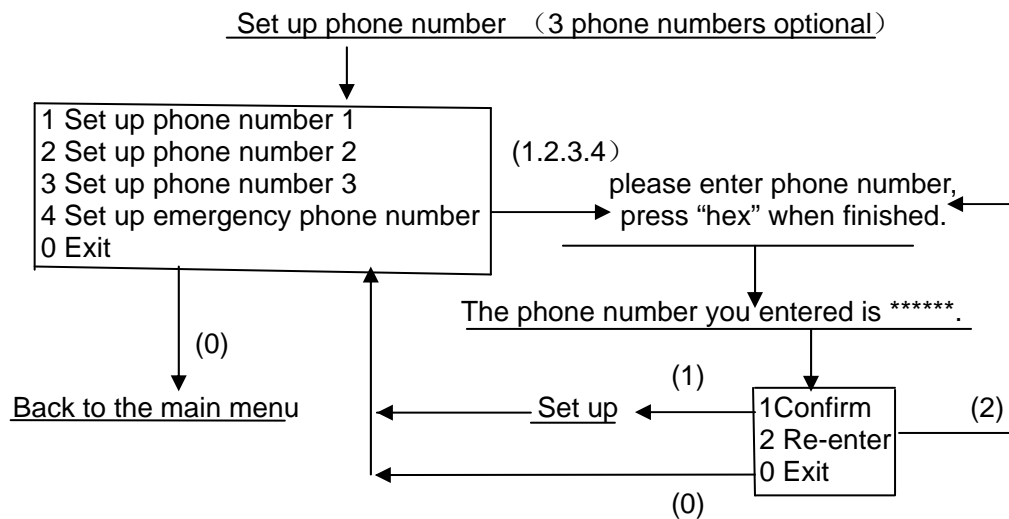 Set up phone number （3 phone numbers optional）
1 Set up phone number 1
2 Set up phone number 2
3 Set up phone number 3
4 Set up emergency phone number
0 Exit
(1.2.3.4）
please enter phone number,
press “hex” when finished.
The phone number you entered is ******.
(0)
Back to the main menu
(1)
Set up
1Confirm
2 Re-enter
0 Exit
(2)
(0)